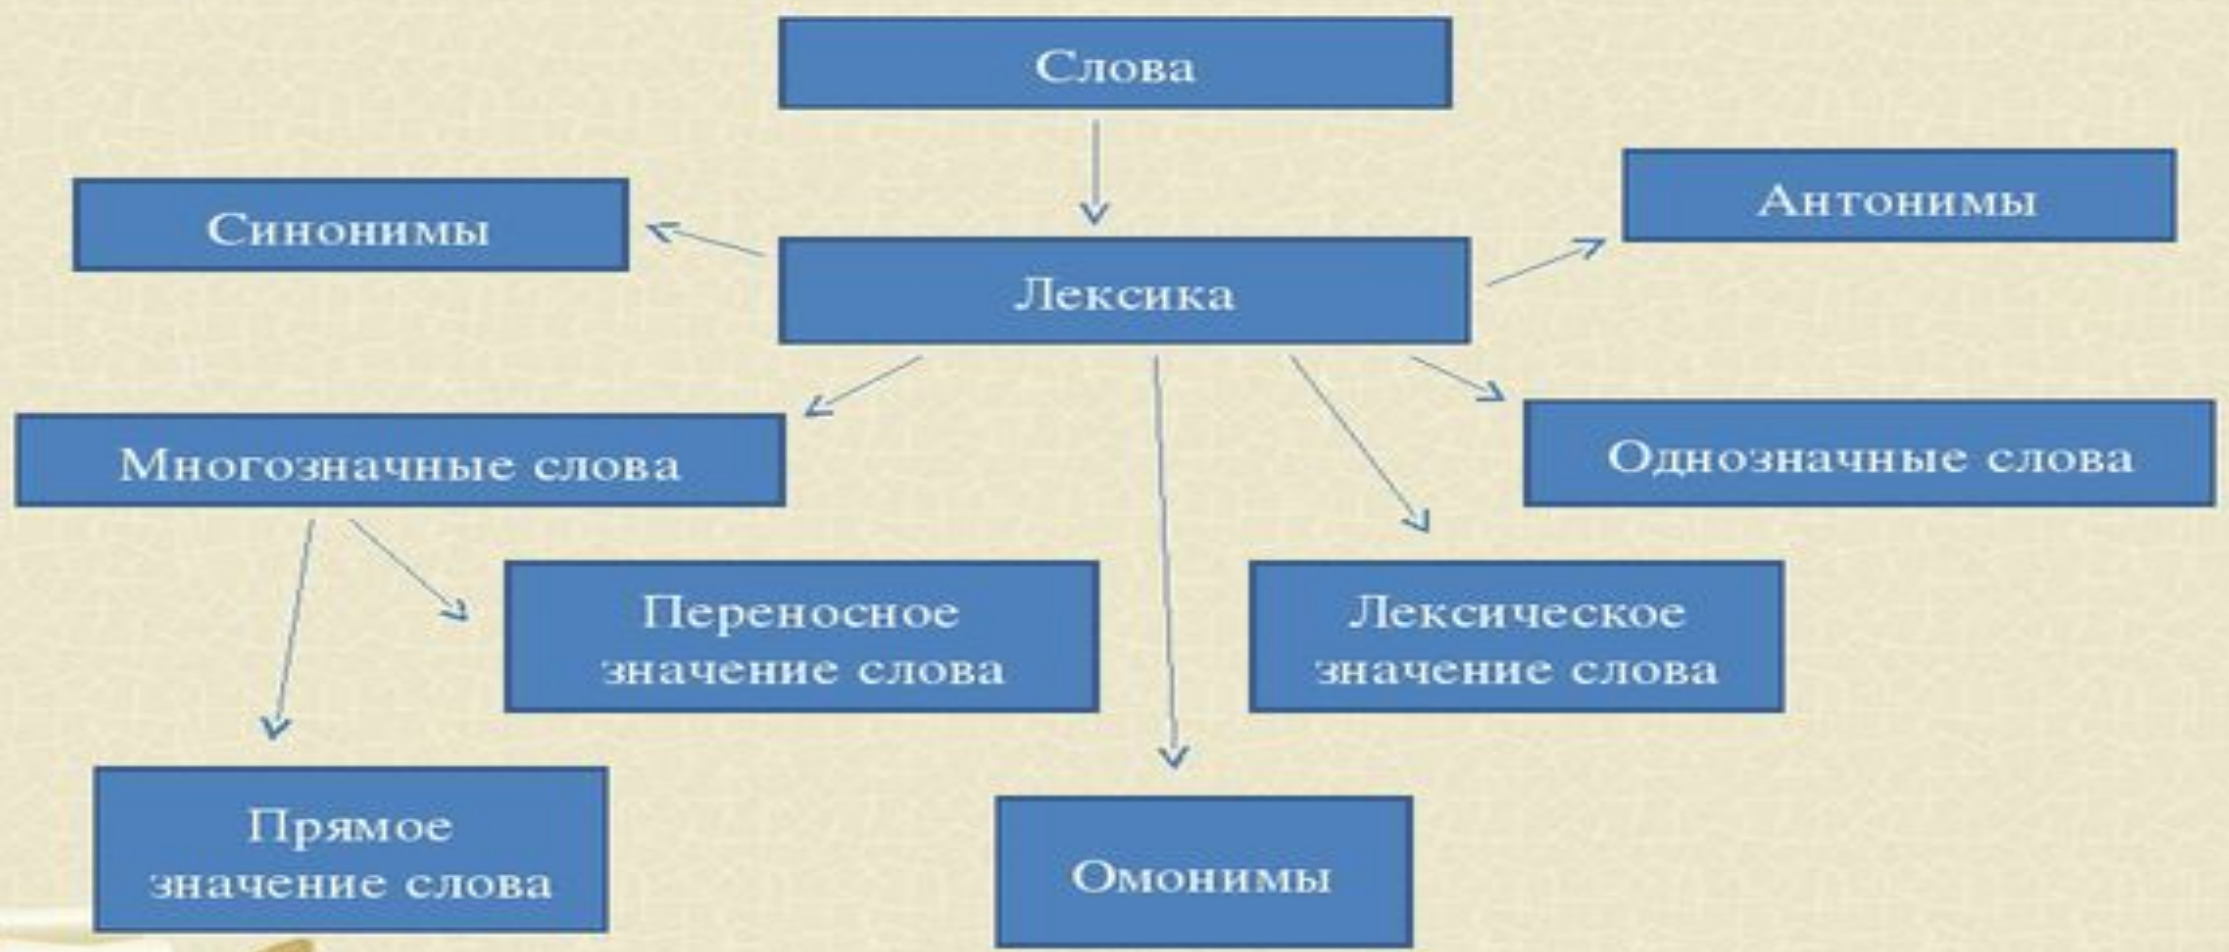 Слова
Синонимы
Антонимы
Лексика
Многозначные слова
Однозначные слова
Переносное
значение слова
Лексическое
значение слова
Прямое
значение слова
Омонимы